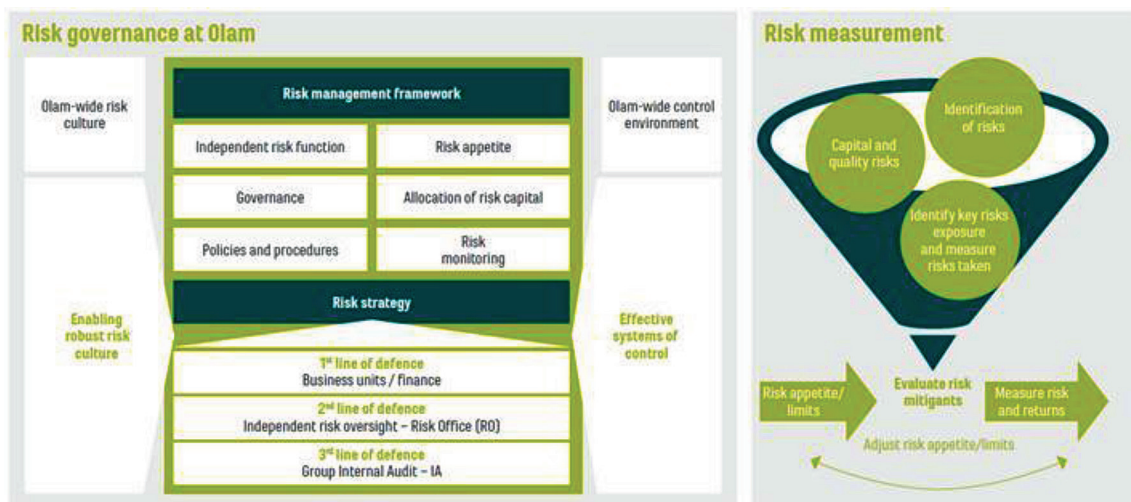 Risk governance at Olam
Olam-wide risk
culture
Enabling
robust risk
culture
Risk management framework
Independent risk function
Risk appetite
Governance
Allocation of risk capital
Policies and procedures
Risk
monitoring
Risk strategy
1st line of defence
Business units / finance
2nd line of defence
Independent risk oversight – Risk Office (RO)
3rd line of defence
Group Internal Audit – IA
Olam-wide control
environment
Effective
systems of
control
Risk measurement
Identification
of risks
Capital and
quality risks
Identify key risks
exposure
and measure
risks taken
Risk appetite/
limits
Evaluate risk
mitigants
Measure risk
and returns
Adjust risk appetite/limits